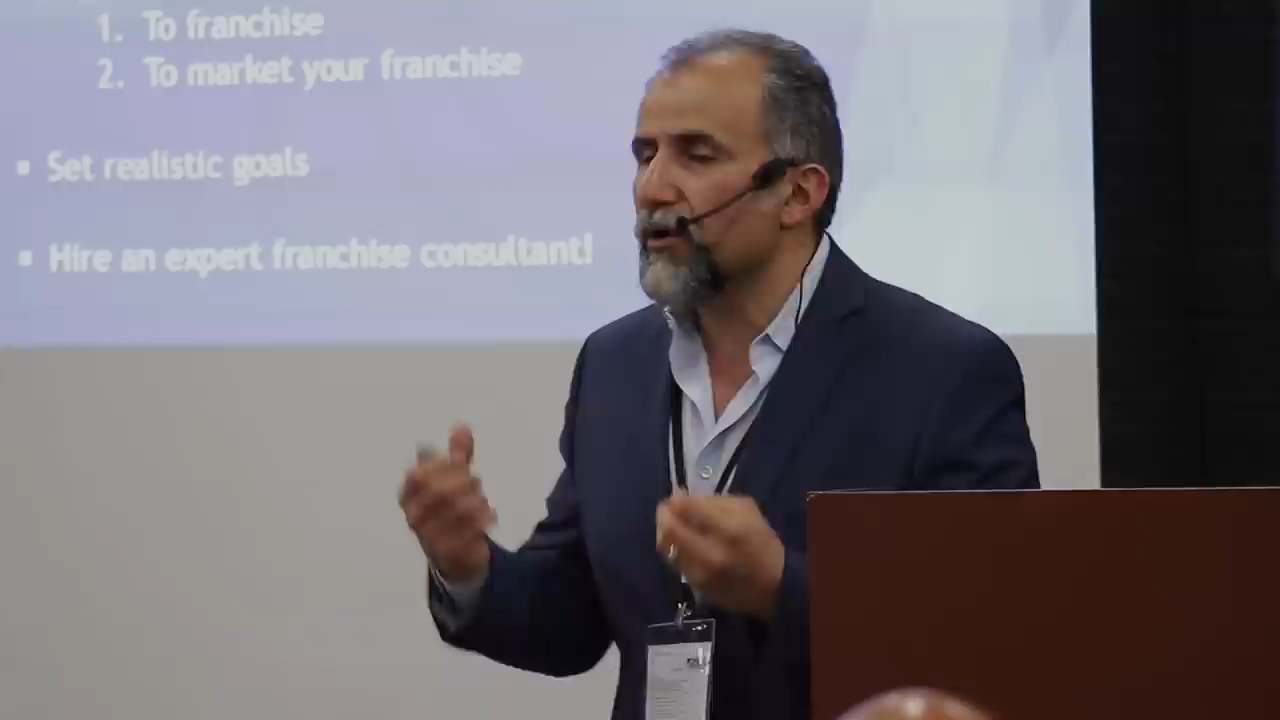 1. To franchise
2. To market your franchise
▪ Set realistic goals
▪ Hire an expert franchise consultant!